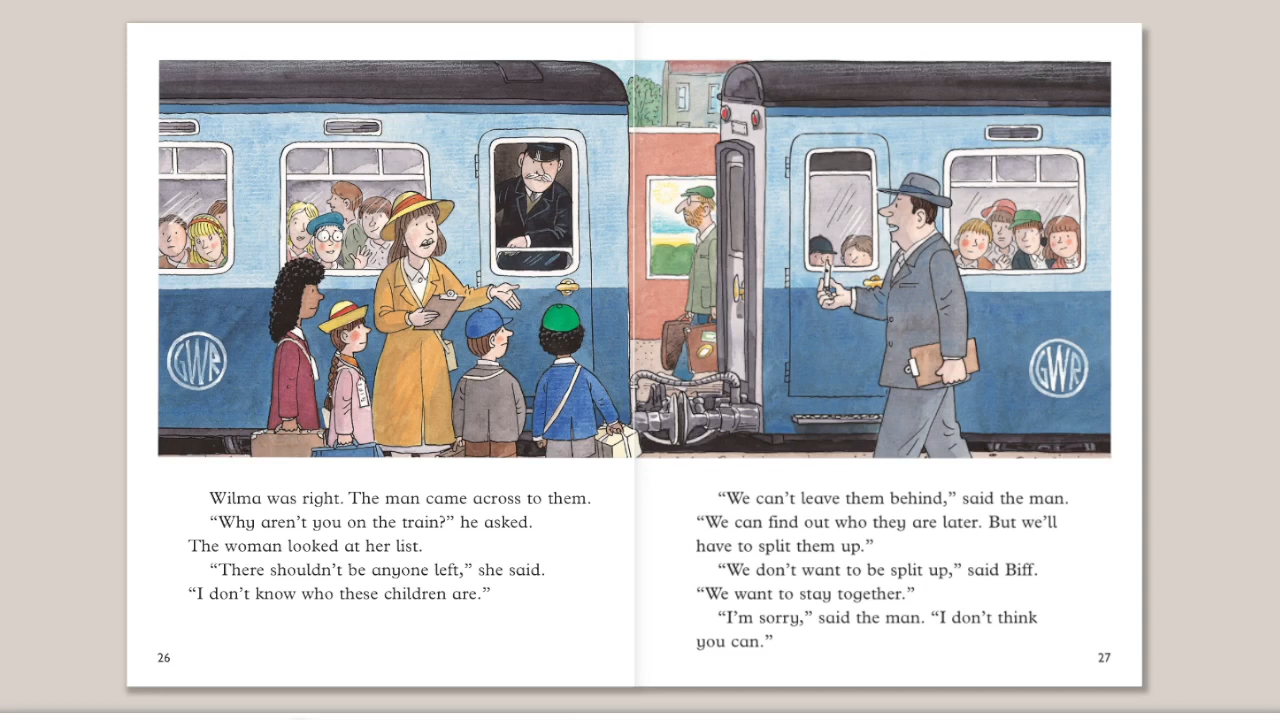 GWR
GWR
Wilma was right. The man came across to them.
“Why aren’t you on the train?” he asked.
The woman looked at her list.
“There shouldn’t be anyone left,” she said.
“I don’t know who these children are.”
26
“We can’t leave them behind,” said the man.
“We can find out who they are later. But we’ll
have to split them up.”
“We don’t want to be split up,” said Biff.
“We want to stay together.”
“I’m sorry,” said the man. “I don’t think
you can.”
27